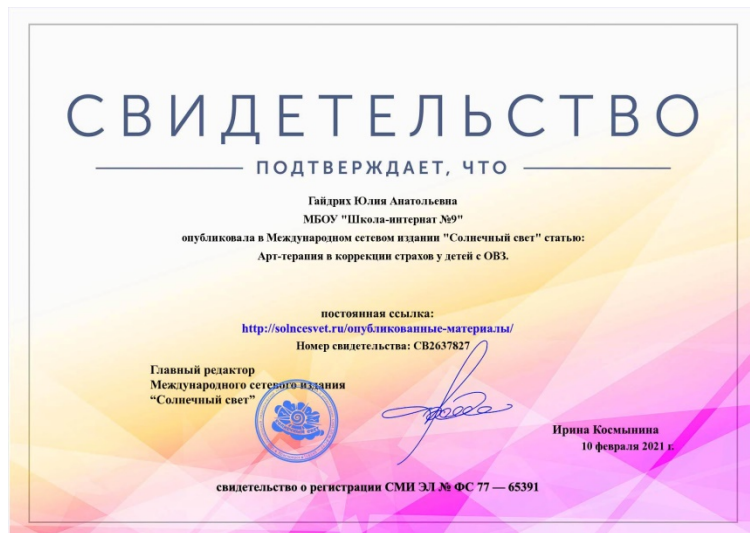 СВИДЕТЕЛЬСТВО
ПОДТВЕРЖДАЕТ, ЧТО
Гайдрих Юлия Анатольевна
МБОУ "Школа-интернат №9"
опубликовала в Международном сетевом издании "Солнечный свет" статью:
Арт-терапия в коррекции страхов у детей с ОВЗ.
постоянная ссылка:
http://solncesvet.ru/опубликованные-материалы/
Номер свидетельства: СВ2637827
Главный редактор
Международного сетевого издания
“Солнечный свет”
Ирина Космынина
10 февраля 2021 г.
свидетельство о регистрации СМИ ЭЛ № ФС 77 — 65391